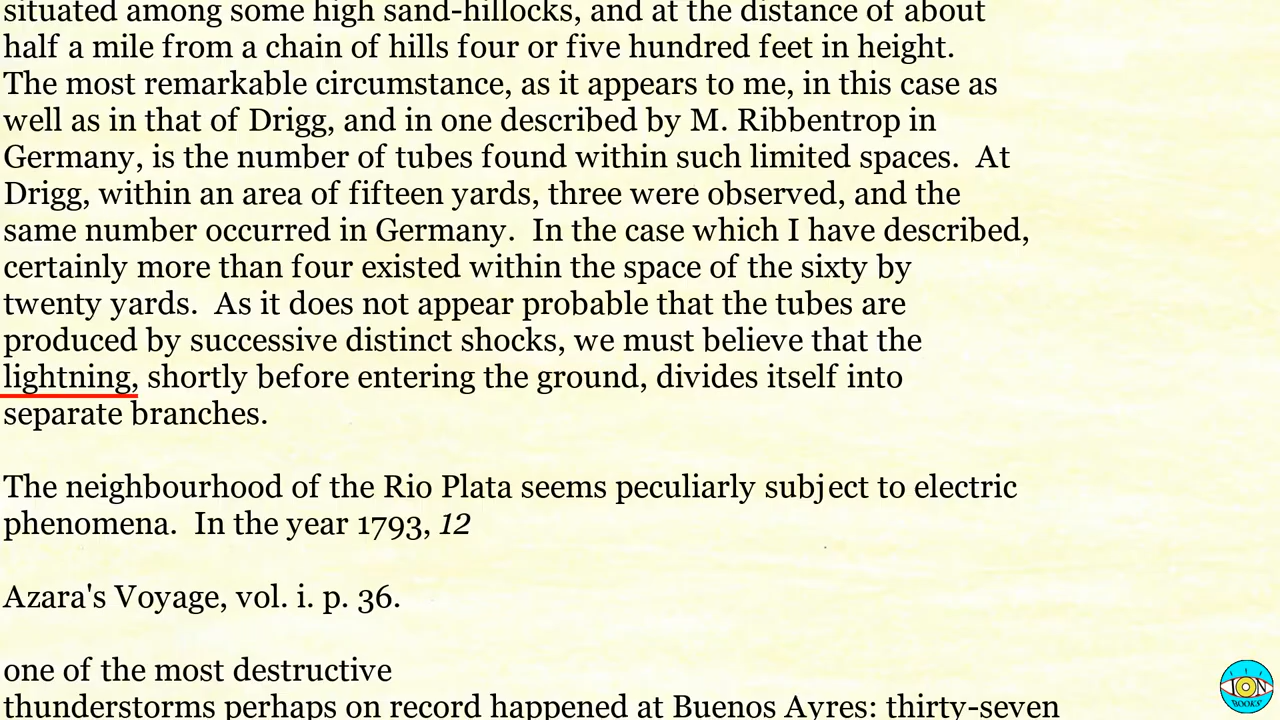 situated among some high sand-hillocks, and at the distance of about
half a mile from a chain of hills four or five hundred feet in height.
The most remarkable circumstance, as it appears to me, in this case as
well as in that of Drigg, and in one described by M. Ribbentrop in
Germany, is the number of tubes found within such limited spaces.  At
Drigg, within an area of fifteen yards, three were observed, and the
same number occurred in Germany.  In the case which I have described,
certainly more than four existed within the space of the sixty by
twenty yards.  As it does not appear probable that the tubes are
produced by successive distinct shocks, we must believe that the
lightning, shortly before entering the ground, divides itself into
separate branches.
The neighbourhood of the Rio Plata seems peculiarly subject to electric
phenomena.  In the year 1793, 12
Azara's Voyage, vol. i. p. 36.
one of the most destructive
thunderstorms perhaps on record happened at Buenos Ayres: thirty-seven
ION
BOOKS